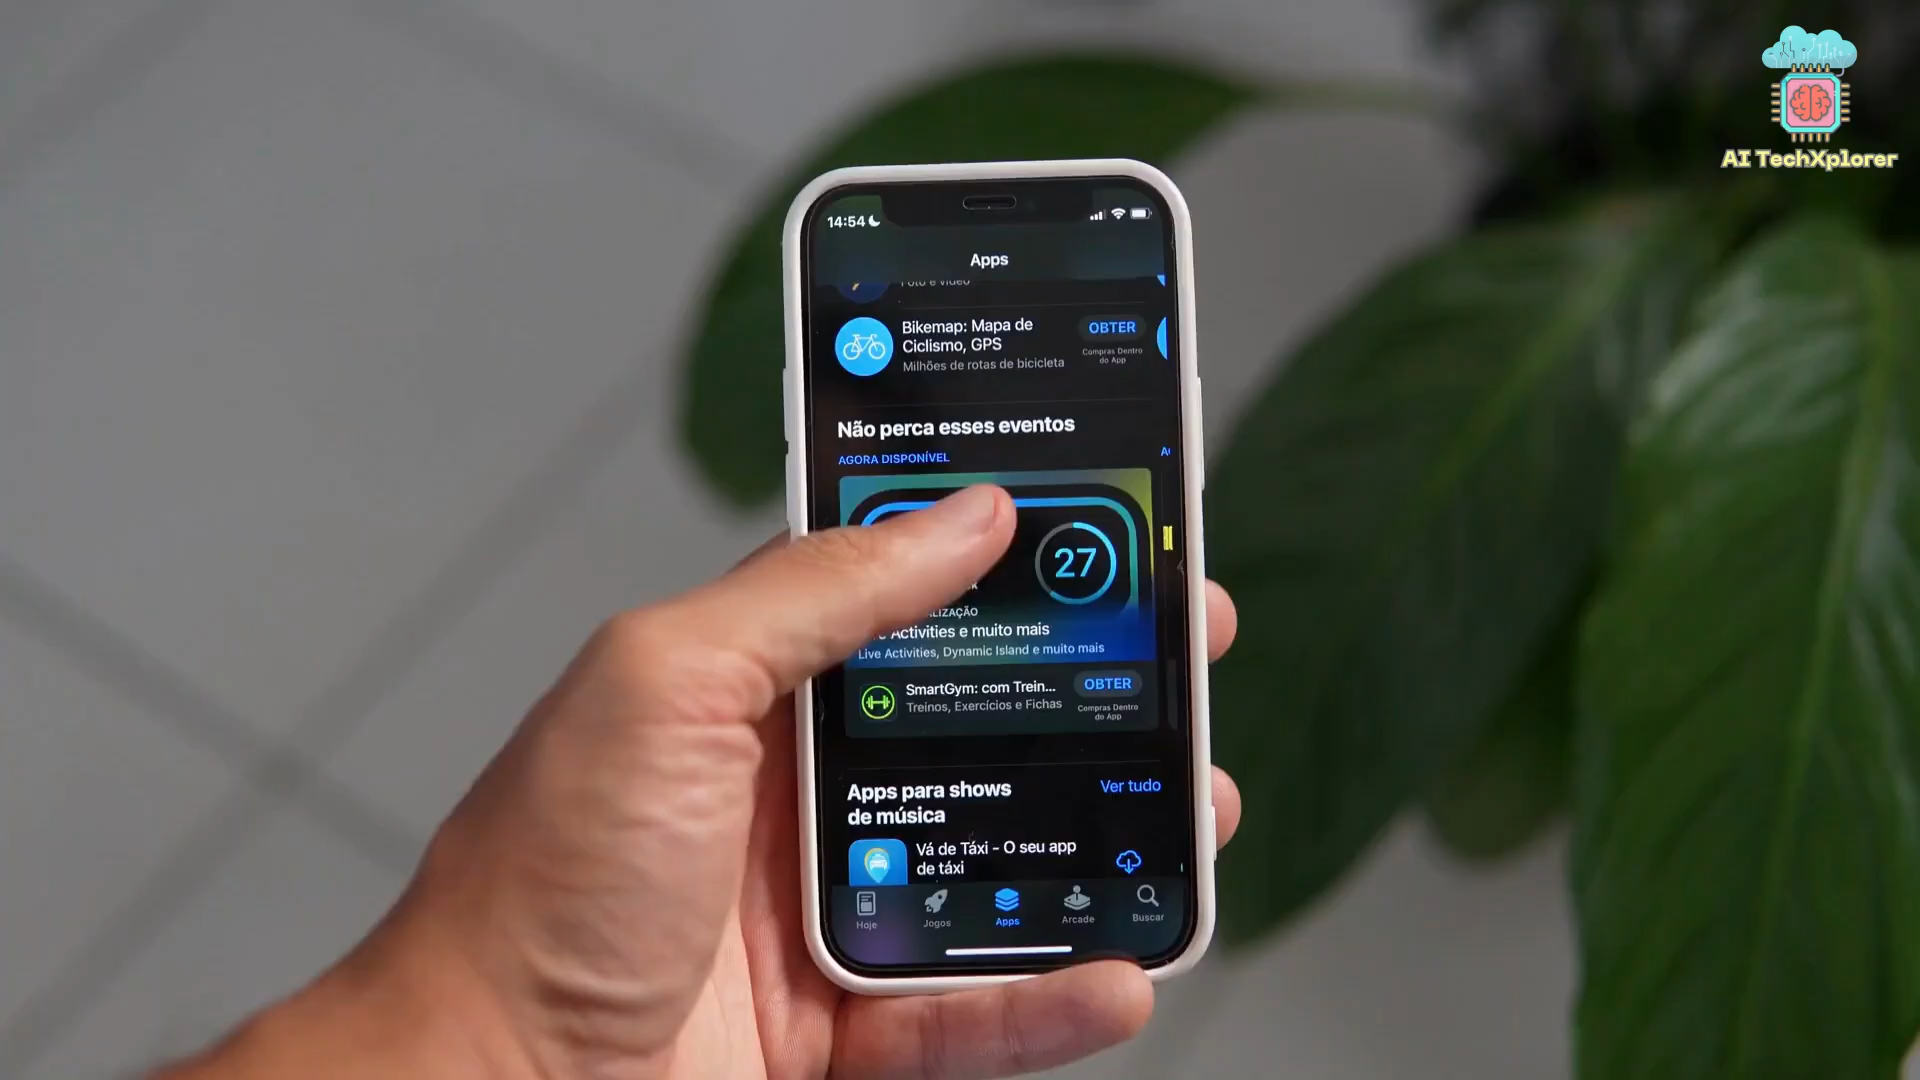 AI TechXplorer
14:54
Apps
Foto e vídeo
Bikemap: Mapa de
Ciclismo, GPS
Milhões de rotas de bicicleta
OBTER
Compras Dentro
do App
Não perca esses eventos
AGORA DISPONÍVEL
27
Activities e muito mais
Live Activities, Dynamic Island e muito mais
SmartGym: com Trein...
Treinos, Exercícios e Fichas
OBTER
Compras Dentro
do App
Apps para shows
de música
Ver tudo
Vá de Táxi - O seu app
de táxi
Hoje
Jogos
Apps
Arcade
Buscar